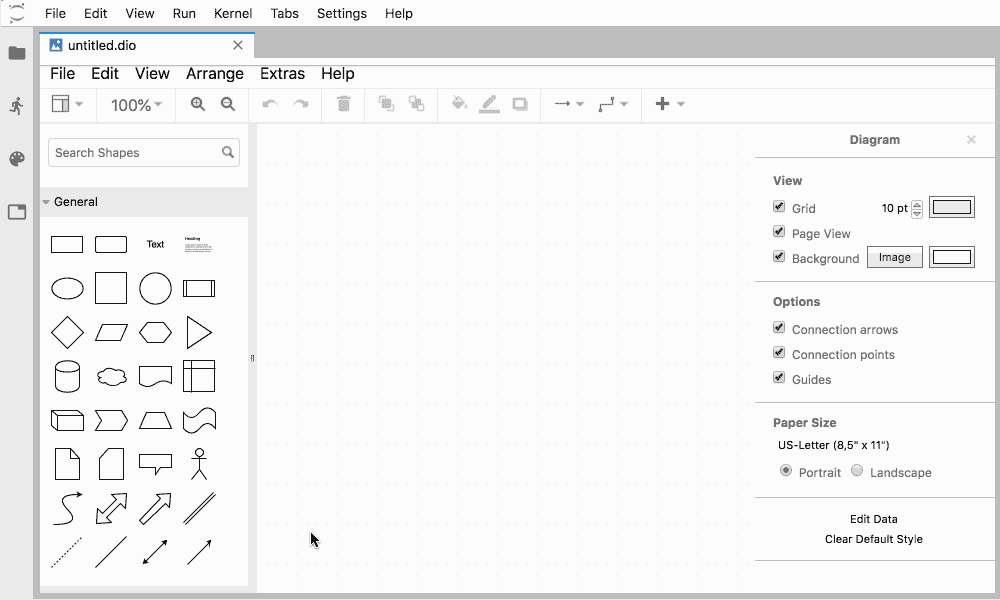 File Edit View Run Kernel Tabs Settings Help
untitled.dio
File Edit View Arrange Extras Help
100%
Search Shapes
General
Text
Heading
Diagram
View
Grid 10 pt
Page View
Background Image
Options
Connection arrows
Connection points
Guides
Paper Size
US-Letter (8,5" x 11")
Portrait Landscape
Edit Data
Clear Default Style